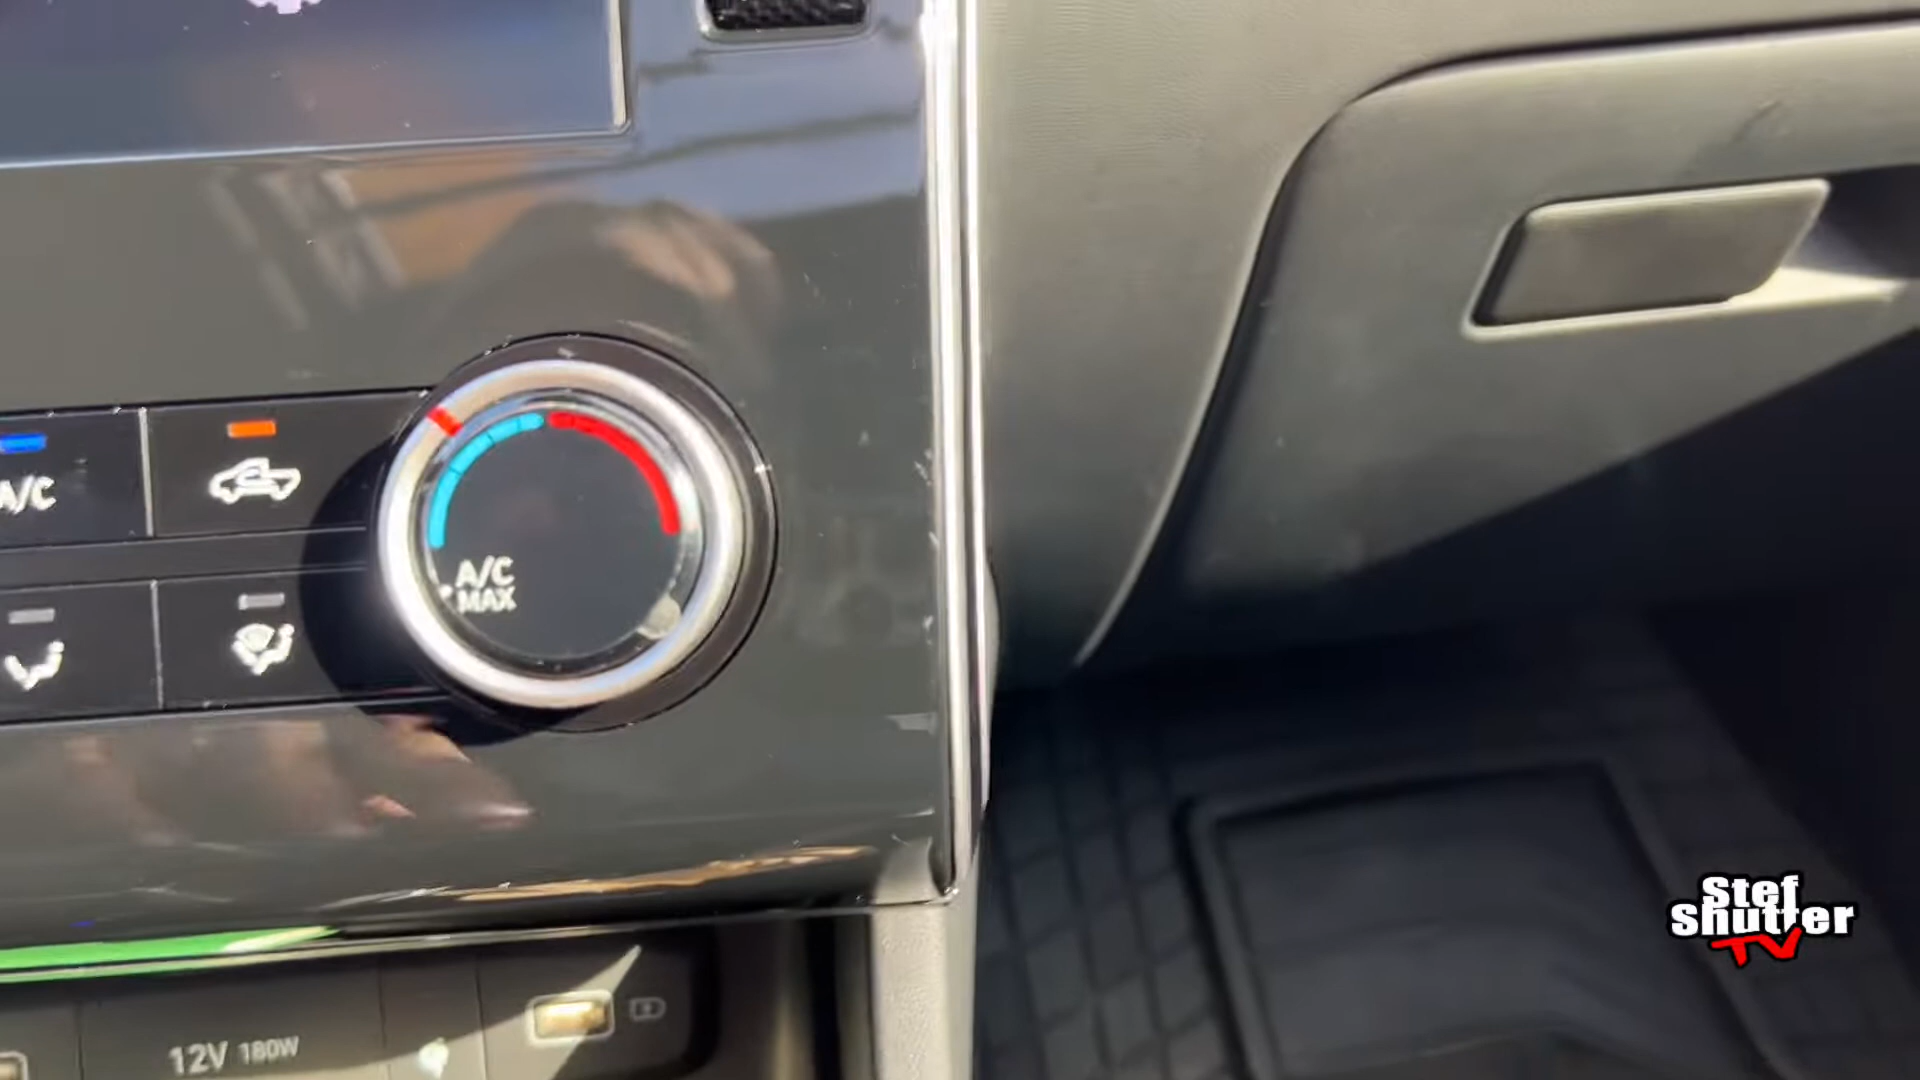 A/C
A/C
MAX
12V 180W
Stef
Shutter
TV